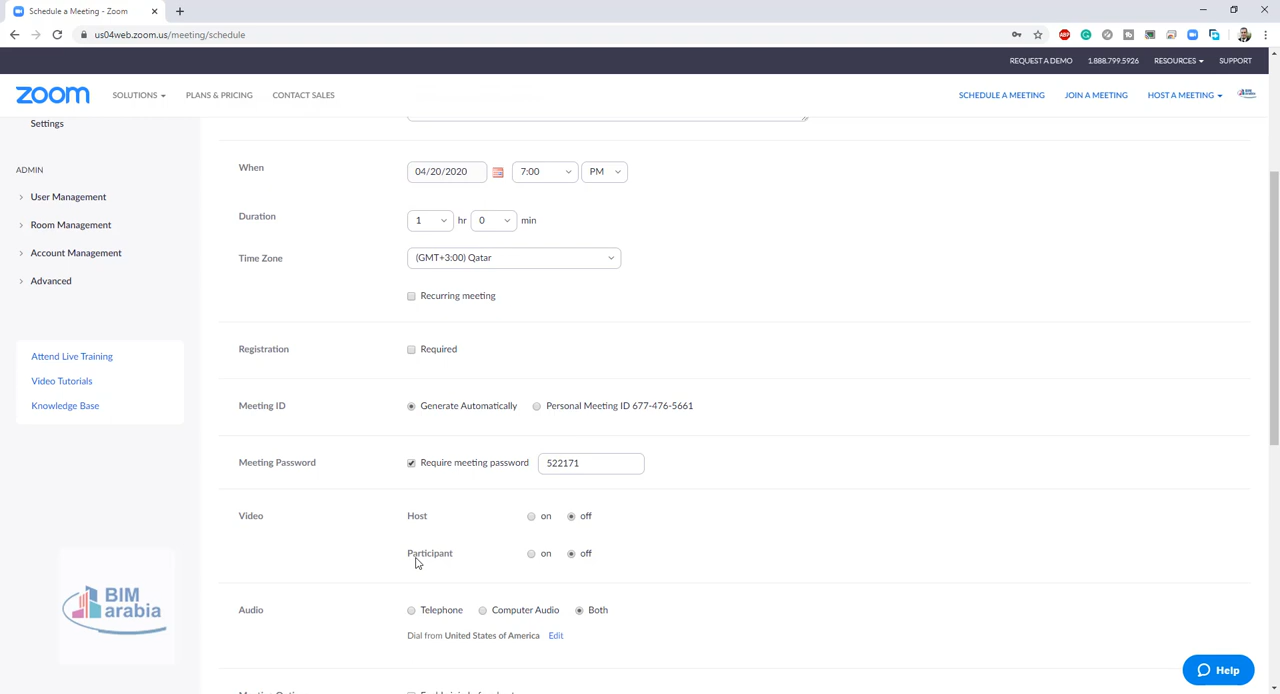 Schedule a Meeting - Zoom
us04web.zoom.us/meeting/schedule
ABP
REQUEST A DEMO 1.888.799.5926 RESOURCES SUPPORT
zoom SOLUTIONS PLANS & PRICING CONTACT SALES SCHEDULE A MEETING JOIN A MEETING HOST A MEETING
Settings
ADMIN
User Management
Room Management
Account Management
Advanced
Attend Live Training
Video Tutorials
Knowledge Base
BIM
arabia
When 04/20/2020 7:00 PM
Duration 1 hr 0 min
Time Zone (GMT+3:00) Qatar
Recurring meeting
Registration Required
Meeting ID Generate Automatically Personal Meeting ID 677-476-5661
Meeting Password Require meeting password 522171
Video Host on off
Participant on off
Audio Telephone Computer Audio Both
Dial from United States of America Edit
Help